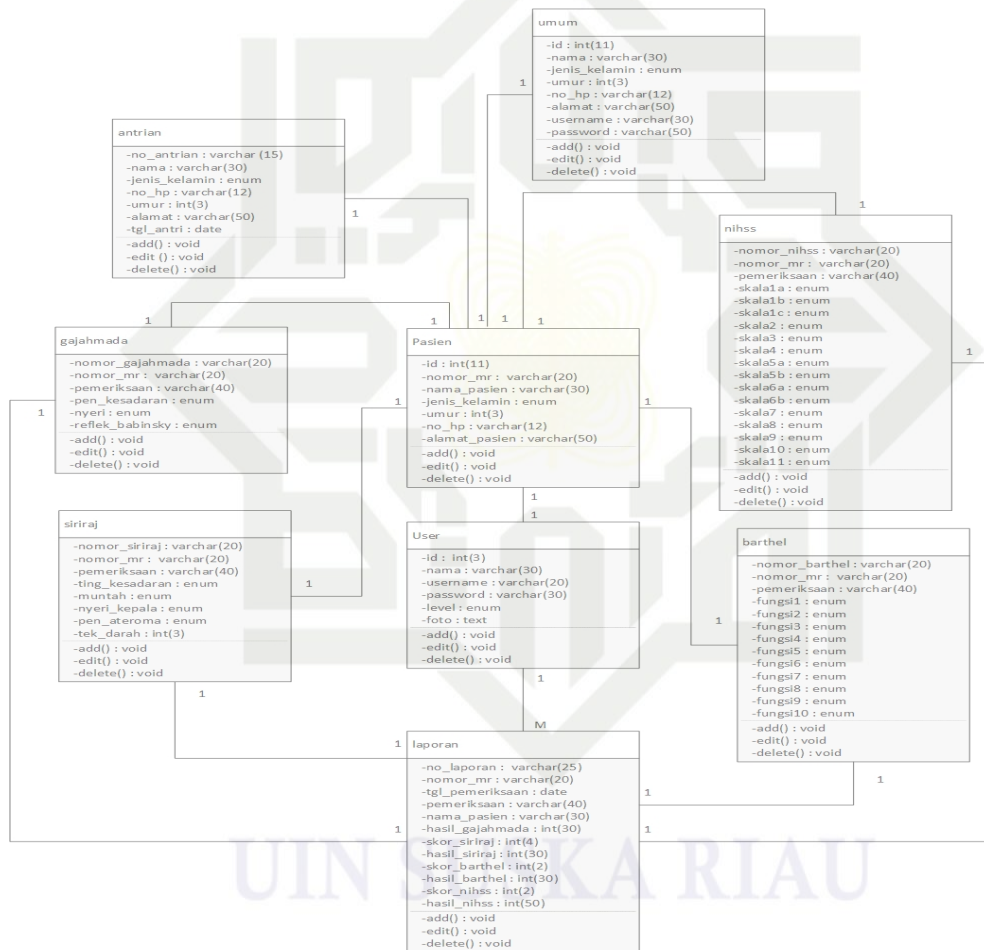 umum
-id : int(11)
-nama : varchar(30)
-jenis_kelamin : enum
-umur : int(3)
-no_hp : varchar(12)
-alamat : varchar(50)
-username : varchar(30)
-password : varchar(50)
-add() : void
-edit() : void
-delete() : void
1
antrian
-no_antrian : varchar (15)
-nama : varchar(30)
-jenis_kelamin : enum
-no_hp : varchar(12)
-umur : int(3)
-alamat : varchar(50)
-tgl_antri : date
-add() : void
-edit () : void
-delete() : void
1
1
nihss
-nomor_nihss : varchar(20)
-nomor_mr : varchar(20)
-pemeriksaan : varchar(40)
-skala1a : enum
-skala1b : enum
-skala1c : enum
-skala2 : enum
-skala3 : enum
-skala4 : enum
-skala5a : enum
-skala5b : enum
-skala6a : enum
-skala6b : enum
-skala7 : enum
-skala8 : enum
-skala9 : enum
-skala10 : enum
-skala11 : enum
-add() : void
-edit() : void
-delete() : void
1
1 1 1 1 1
gajahmada
-nomor_gajahmada : varchar(20)
-nomor_mr : varchar(20)
-pemeriksaan : varchar(40)
-pen_kesadaran : enum
-nyeri : enum
-reflek_babinsky : enum
-add() : void
-edit() : void
-delete() : void
1
Pasien
-id : int(11)
-nomor_mr : varchar(20)
-nama_pasien : varchar(30)
-jenis_kelamin : enum
-umur : int(3)
-no_hp : varchar(12)
-alamat_pasien : varchar(50)
-add() : void
-edit() : void
-delete() : void
1 1
1
1
siriraj
-nomor_siriraj : varchar(20)
-nomor_mr : varchar(20)
-pemeriksaan : varchar(40)
-ting_kesadaran : enum
-muntah : enum
-nyeri_kepala : enum
-pen_ateroma : enum
-tek_darah : int(3)
-add() : void
-edit() : void
-delete() : void
1
1
User
-id : int(3)
-nama : varchar(30)
-username : varchar(20)
-password : varchar(30)
-level : enum
-foto : text
-add() : void
-edit() : void
-delete() : void
1
M
barthel
-nomor_barthel : varchar(20)
-nomor_mr : varchar(20)
-pemeriksaan : varchar(40)
-fungsi1 : enum
-fungsi2 : enum
-fungsi3 : enum
-fungsi4 : enum
-fungsi5 : enum
-fungsi6 : enum
-fungsi7 : enum
-fungsi8 : enum
-fungsi9 : enum
-fungsi10 : enum
-add() : void
-edit() : void
-delete() : void
1
1
laporan
-no_laporan : varchar(25)
-nomor_mr : varchar(20)
-tgl_pemeriksaan : date
-pemeriksaan : varchar(40)
-nama_pasien : varchar(30)
-hasil_gajahmada : int(30)
-skor_siriraj : int(4)
-hasil_siriraj : int(30)
-skor_barthel : int(2)
-hasil_barthel : int(30)
-skor_nihss : int(2)
-hasil_nihss : int(50)
-add() : void
-edit() : void
-delete() : void
1 1
1 1
UIN SUSKA RIAU